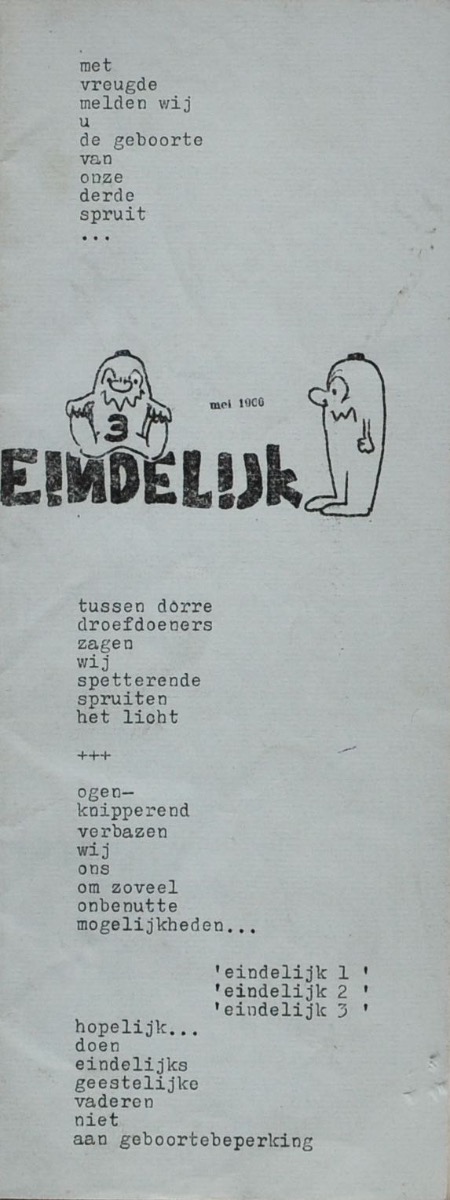 met
vreugde
melden wij
u
de geboorte
van
onze
derde
spruit
...
3
mei 1966
EINDELIJK
tussen dorre
droefdoeners
zagen
wij
spetterende
spruiten
het licht
+++
ogen-
knipperend
verbazen
wij
ons
om zoveel
onbenutte
mogelijkheden...
'eindelijk 1 '
'eindelijk 2 '
'eindelijk 3 '
hopelijk...
doen
eindelijks
geestelijke
vaderen
niet
aan geboortebeperking